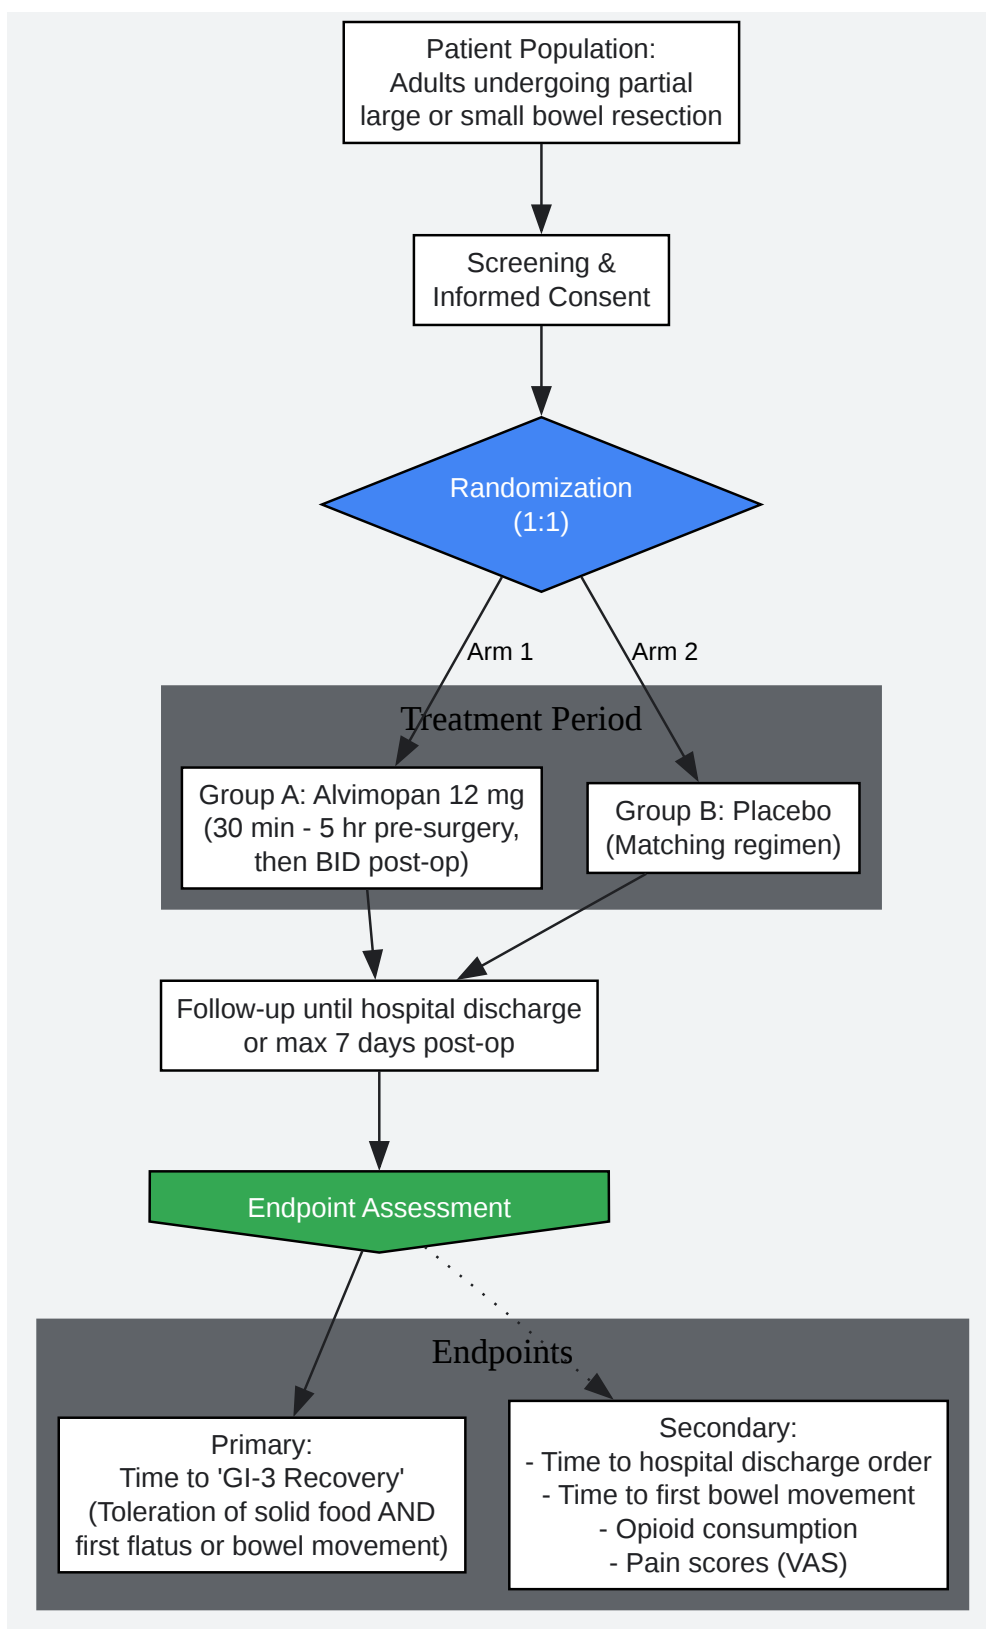 Patient Population:
Adults undergoing partial
large or small bowel resection
Screening &
Informed Consent
Randomization
(1:1)
Arm 1
Arm 2
Treatment Period
Group A: Alvimopan 12 mg
(30 min - 5 hr pre-surgery,
then BID post-op)
Group B: Placebo
(Matching regimen)
Follow-up until hospital discharge
or max 7 days post-op
Endpoint Assessment
Endpoints
Primary:
Time to 'GI-3 Recovery'
(Toleration of solid food AND
first flatus or bowel movement)
Secondary:
- Time to hospital discharge order
- Time to first bowel movement
- Opioid consumption
- Pain scores (VAS)